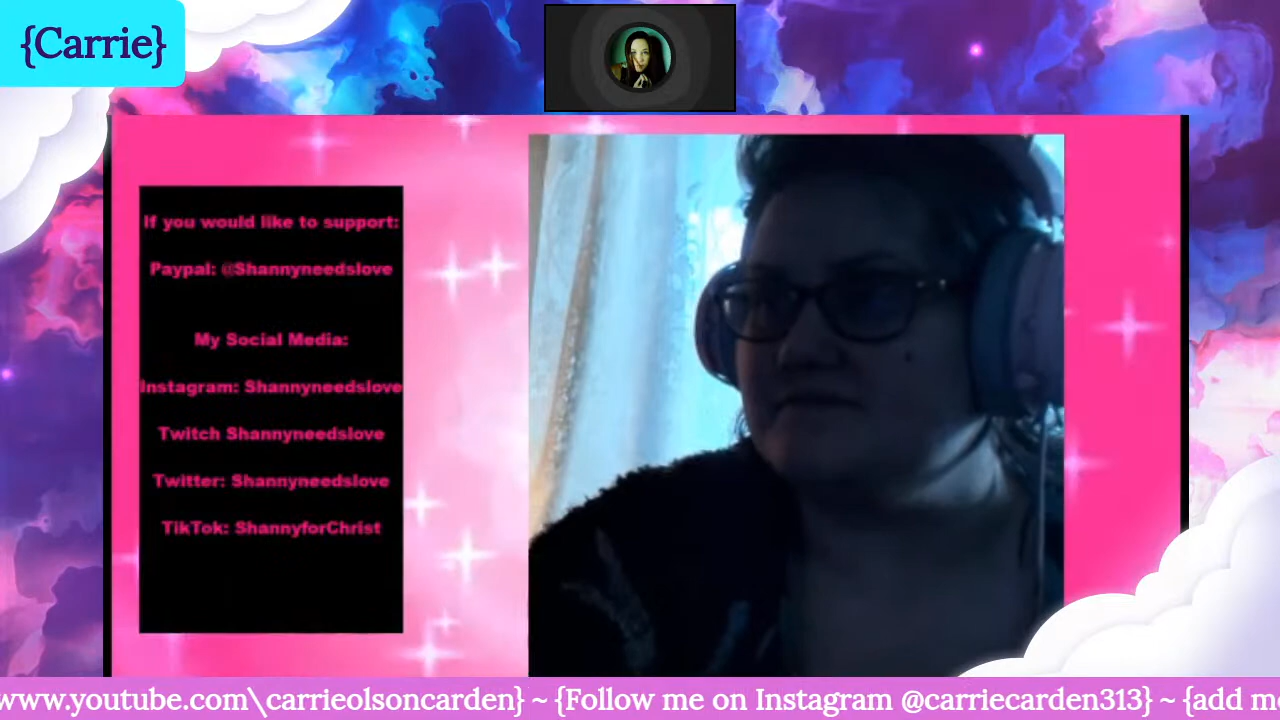 {Carrie}
If you would like to support:
Paypal: @Shannyneedslove
My Social Media:
Instagram: Shannyneedslove
Twitch Shannyneedslove
Twitter: Shannyneedslove
TikTok: ShannyforChrist
www.youtube.com\carrieolsoncarden} ~ {Follow me on Instagram @carriecarden313} ~ {add m